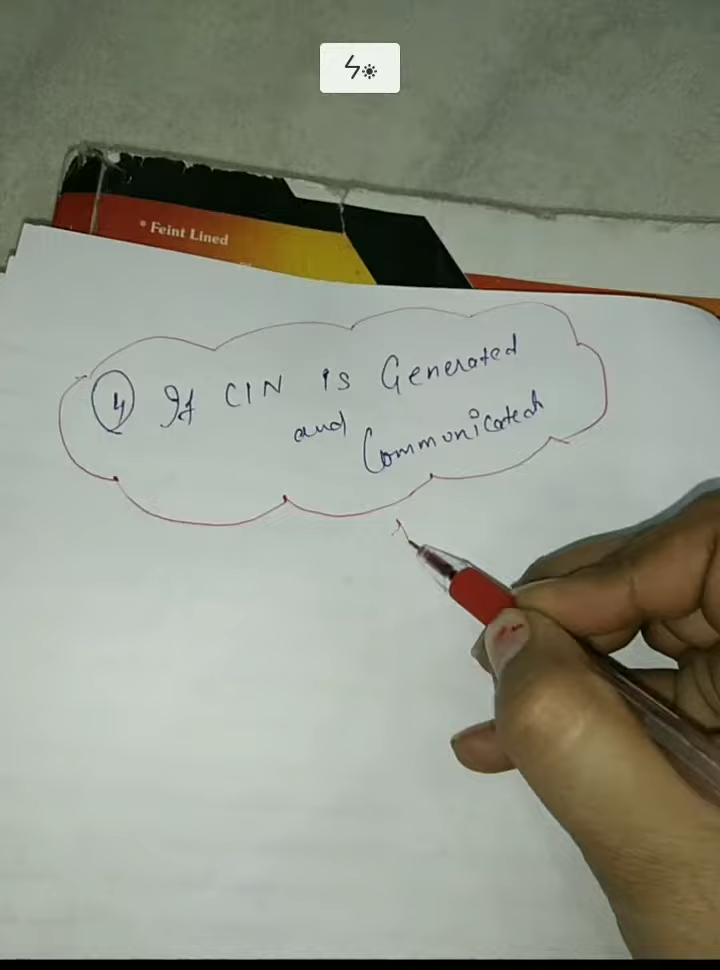 * Feint Lined
4 If CIN is Generated
and Communicated